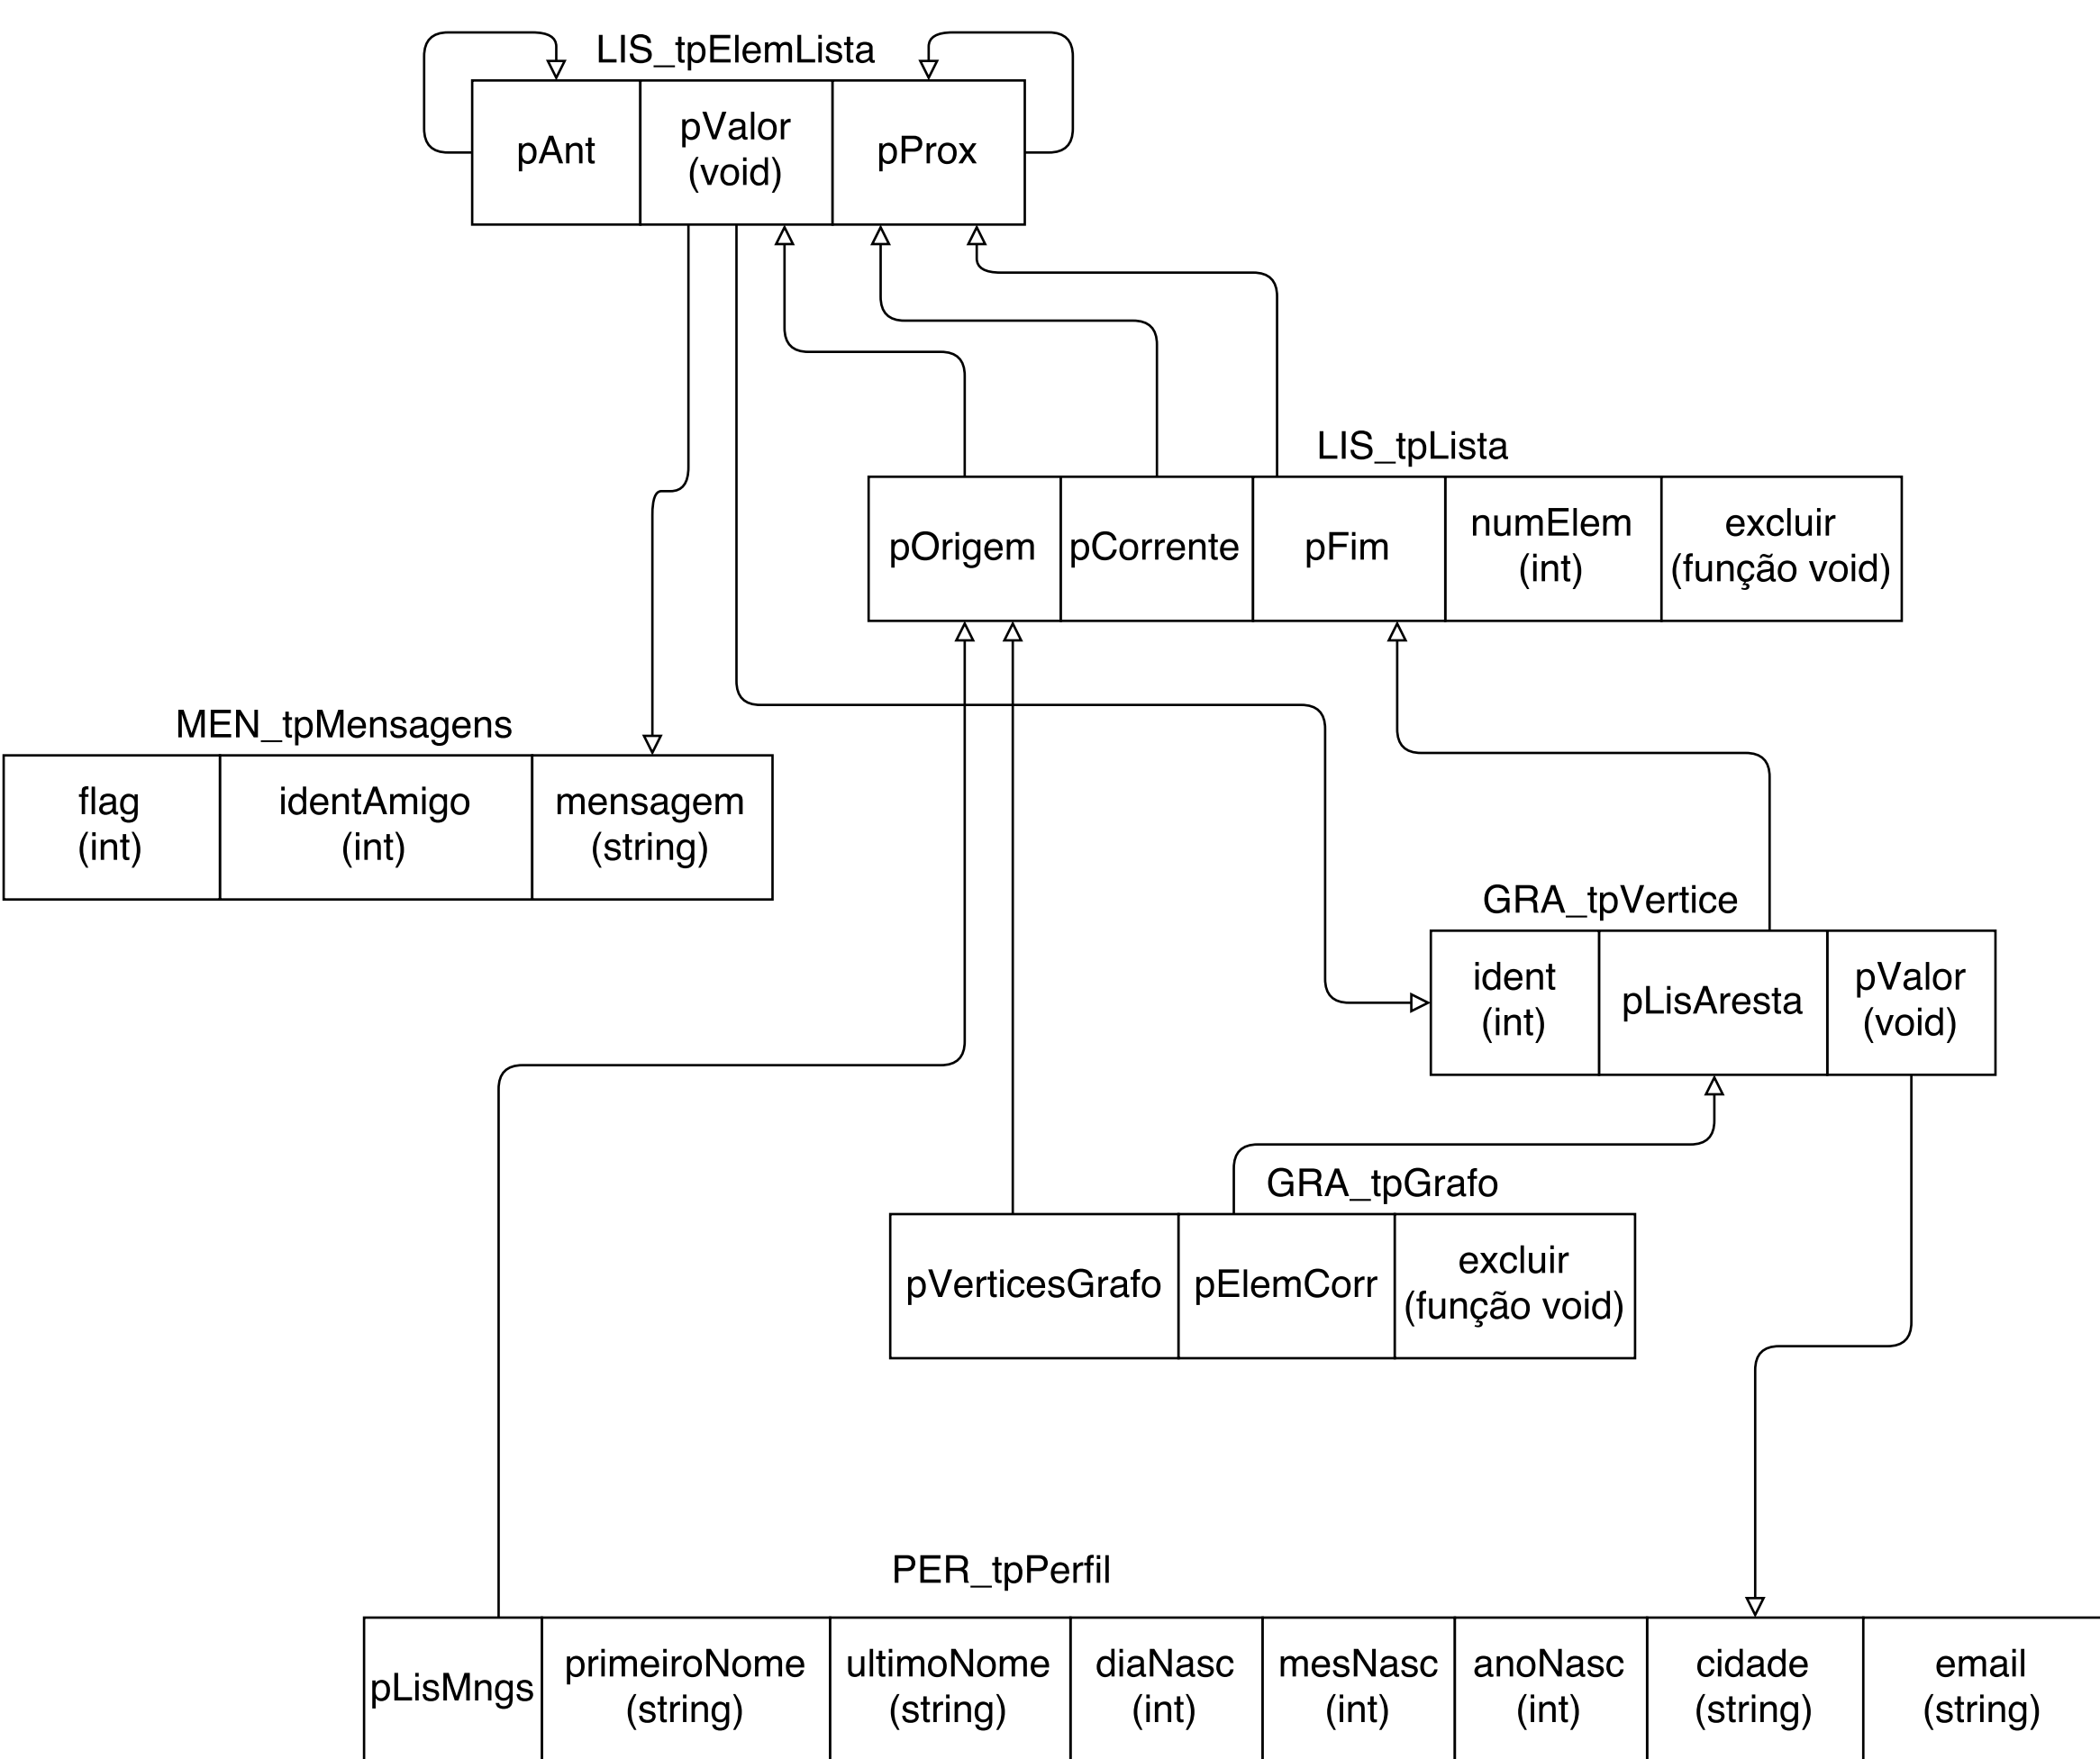 LIS_tpElemLista
pAnt
pValor
(void)
pProx
LIS_tpLista
pOrigem
pCorrente
pFim
numElem
(int)
excluir
(função void)
MEN_tpMensagens
flag
(int)
identAmigo
(int)
mensagem
(string)
GRA_tpVertice
ident
(int)
pLisAresta
pValor
(void)
GRA_tpGrafo
pVerticesGrafo
pElemCorr
excluir
(função void)
PER_tpPerfil
pLisMngs
primeiroNome
(string)
ultimoNome
(string)
diaNasc
(int)
mesNasc
(int)
anoNasc
(int)
cidade
(string)
email
(string)